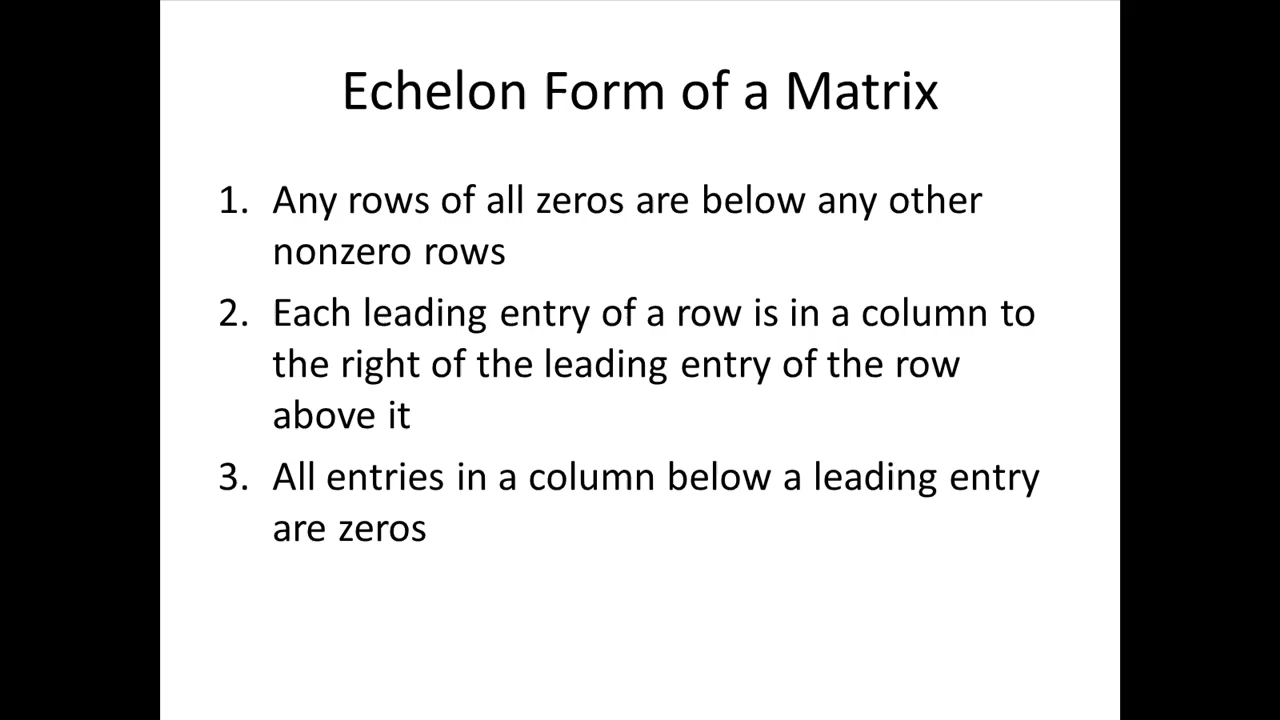 Echelon Form of a Matrix
1. Any rows of all zeros are below any other
nonzero rows
2. Each leading entry of a row is in a column to
the right of the leading entry of the row
above it
3. All entries in a column below a leading entry
are zeros